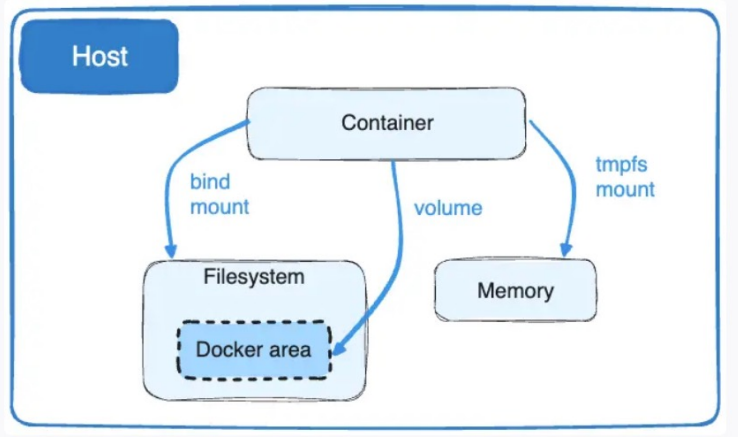 Host
Container
bind
mount
volume
tmpfs
mount
Filesystem
Docker area
Memory